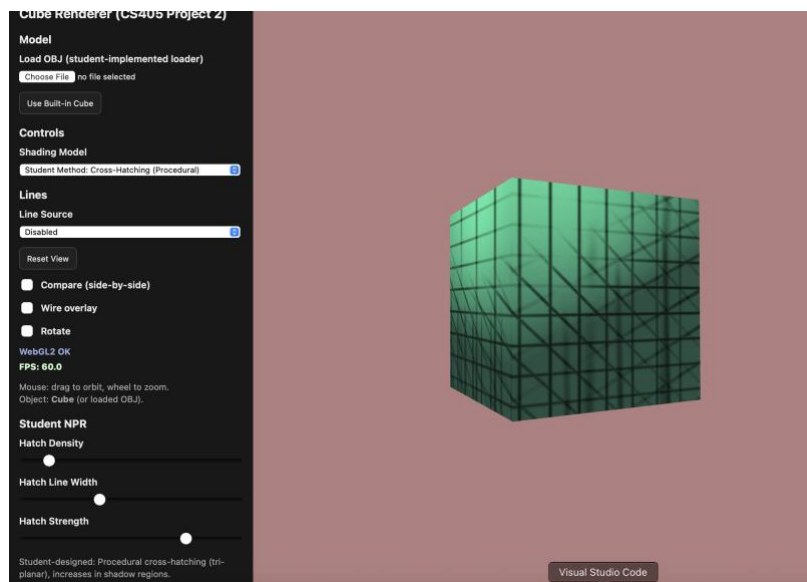 Cube Renderer (CS405 Project 2)
Model
Load OBJ (student-implemented loader)
Choose File no file selected
Use Built-in Cube
Controls
Shading Model
Student Method: Cross-Hatching (Procedural)
Lines
Line Source
Disabled
Reset View
Compare (side-by-side)
Wire overlay
Rotate
WebGL2 OK
FPS: 60.0
Mouse: drag to orbit, wheel to zoom.
Object: Cube (or loaded OBJ).
Student NPR
Hatch Density
Hatch Line Width
Hatch Strength
Student-designed: Procedural cross-hatching (tri-
planar), increases in shadow regions.
Visual Studio Code